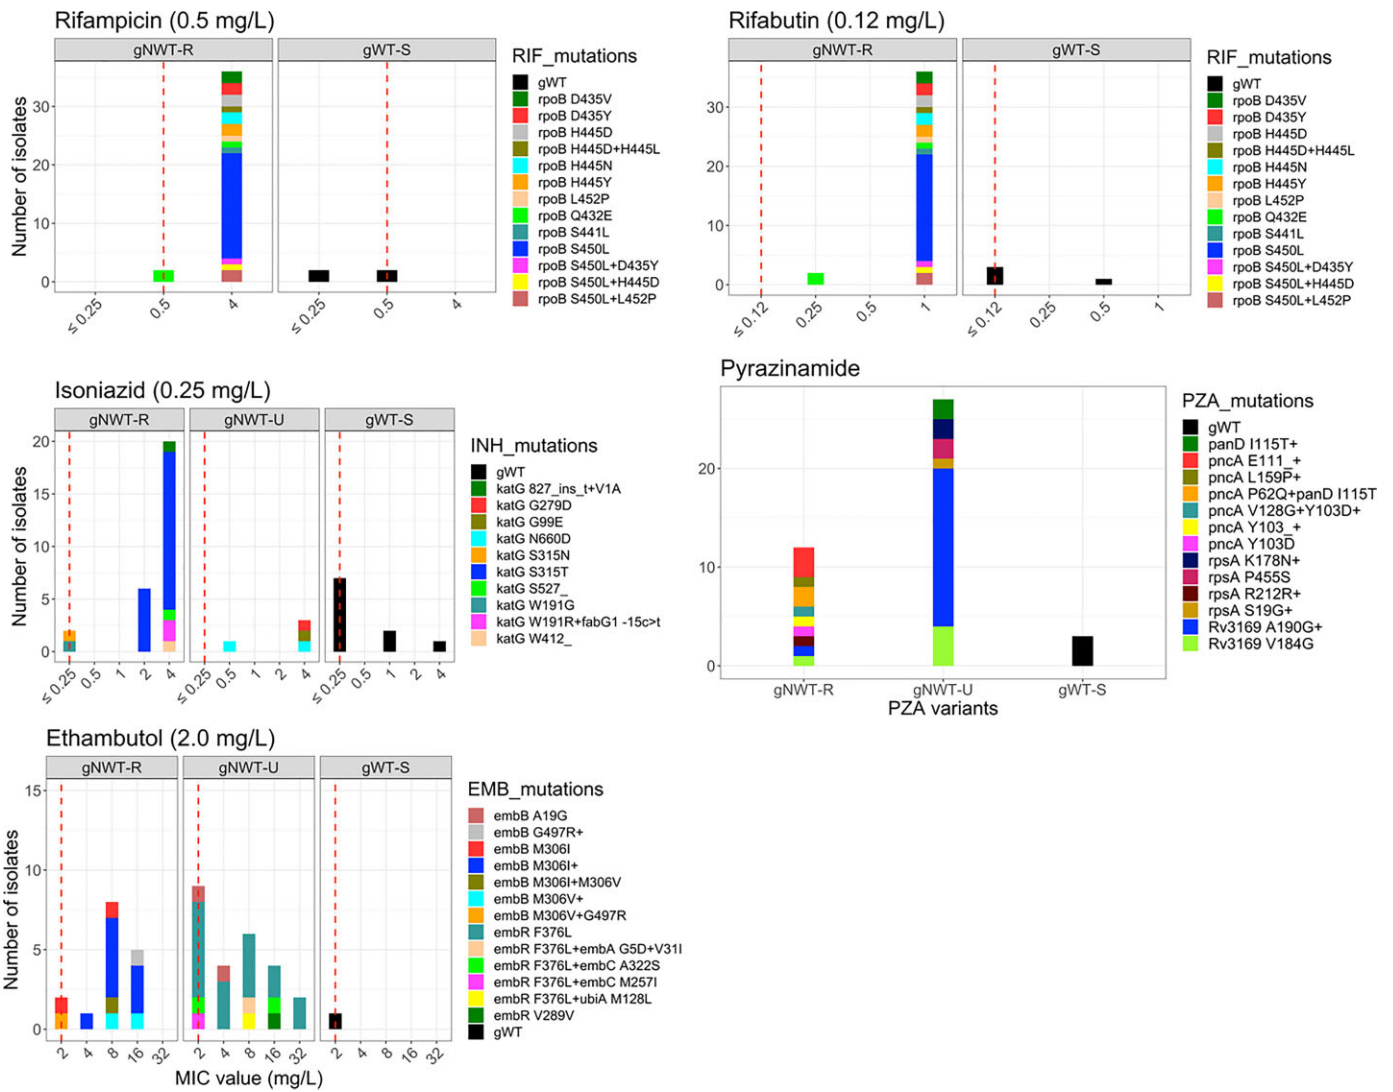 Rifampicin (0.5 mg/L)
gNWT-R
gWT-S
Number of isolates
30
20
10
0
≤ 0.25
0.5
4
≤ 0.25
0.5
4
RIF_mutations
gWT
rpoB D435V
rpoB D435Y
rpoB H445D
rpoB H445D+H445L
rpoB H445N
rpoB H445Y
rpoB L452P
rpoB Q432E
rpoB S441L
rpoB S450L
rpoB S450L+D435Y
rpoB S450L+H445D
rpoB S450L+L452P
Rifabutin (0.12 mg/L)
gNWT-R
gWT-S
30
20
10
0
≤ 0.12
0.25
0.5
1
≤ 0.12
0.25
0.5
1
RIF_mutations
gWT
rpoB D435V
rpoB D435Y
rpoB H445D
rpoB H445D+H445L
rpoB H445N
rpoB H445Y
rpoB L452P
rpoB Q432E
rpoB S441L
rpoB S450L
rpoB S450L+D435Y
rpoB S450L+H445D
rpoB S450L+L452P
Isoniazid (0.25 mg/L)
gNWT-R
gNWT-U
gWT-S
Number of isolates
20
15
10
5
0
≤ 0.25
0.5
1
2
4
≤ 0.25
0.5
1
2
4
≤ 0.25
0.5
1
2
4
INH_mutations
gWT
katG 827_ins_t+V1A
katG G279D
katG G99E
katG N660D
katG S315N
katG S315T
katG S527_
katG W191G
katG W191R+fabG1 -15c>t
katG W412_
Pyrazinamide
20
10
0
gNWT-R
gNWT-U
gWT-S
PZA variants
PZA_mutations
gWT
panD I115T+
pncA E111_+
pncA L159P+
pncA P62Q+panD I115T
pncA V128G+Y103D+
pncA Y103_+
pncA Y103D
rpsA K178N+
rpsA P455S
rpsA R212R+
rpsA S19G+
Rv3169 A190G+
Rv3169 V184G
Ethambutol (2.0 mg/L)
gNWT-R
gNWT-U
gWT-S
Number of isolates
15
10
5
0
2
4
8
16
32
2
4
8
16
32
2
4
8
16
32
MIC value (mg/L)
EMB_mutations
embB A19G
embB G497R+
embB M306I
embB M306I+
embB M306I+M306V
embB M306V+
embB M306V+G497R
embR F376L
embR F376L+embA G5D+V31I
embR F376L+embC A322S
embR F376L+embC M257I
embR F376L+ubiA M128L
embR V289V
gWT